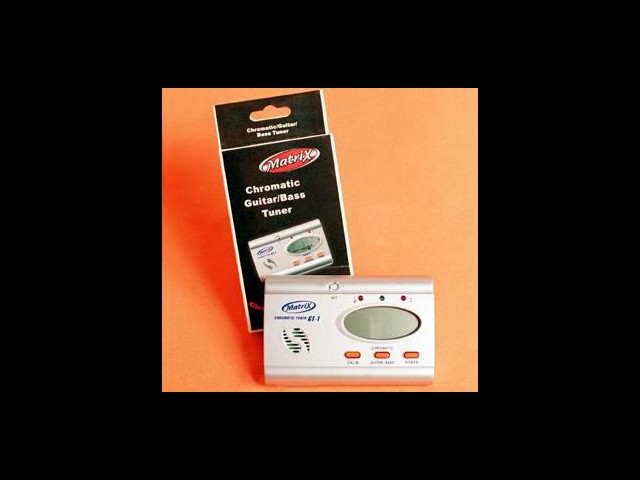 Chromatic/Guitar/
Bass Tuner
MatriX
Chromatic
Guitar/Bass
Tuner
MatriX
MatriX
CHROMATIC TUNER GT-1
CHROMATIC
CALIB
GUITAR/BASS
POWER